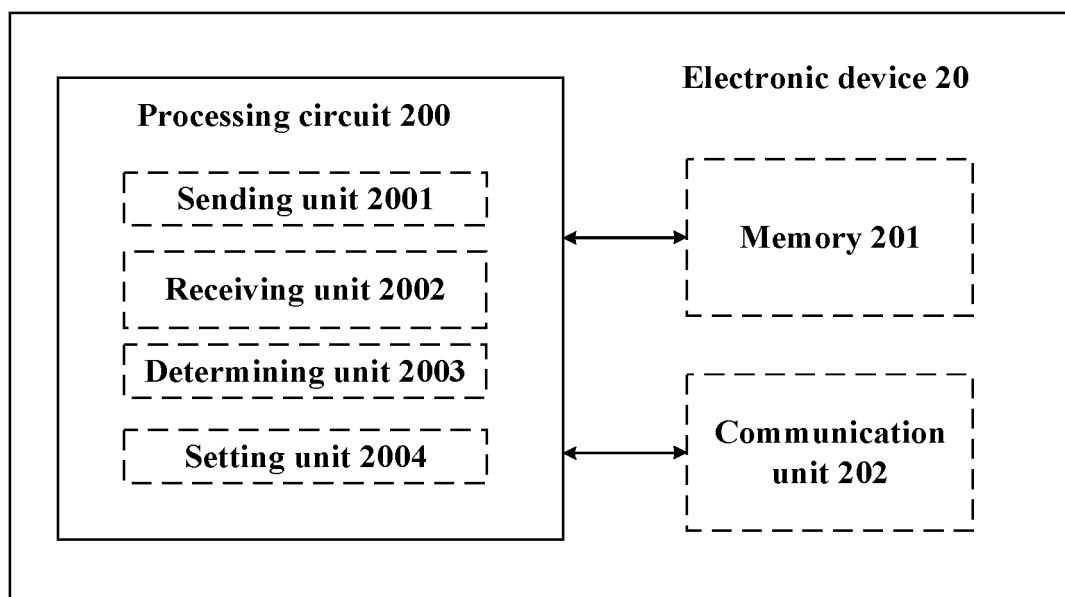 Electronic device 20
Processing circuit 200
Sending unit 2001
Receiving unit 2002
Determining unit 2003
Setting unit 2004
Memory 201
Communication
unit 202